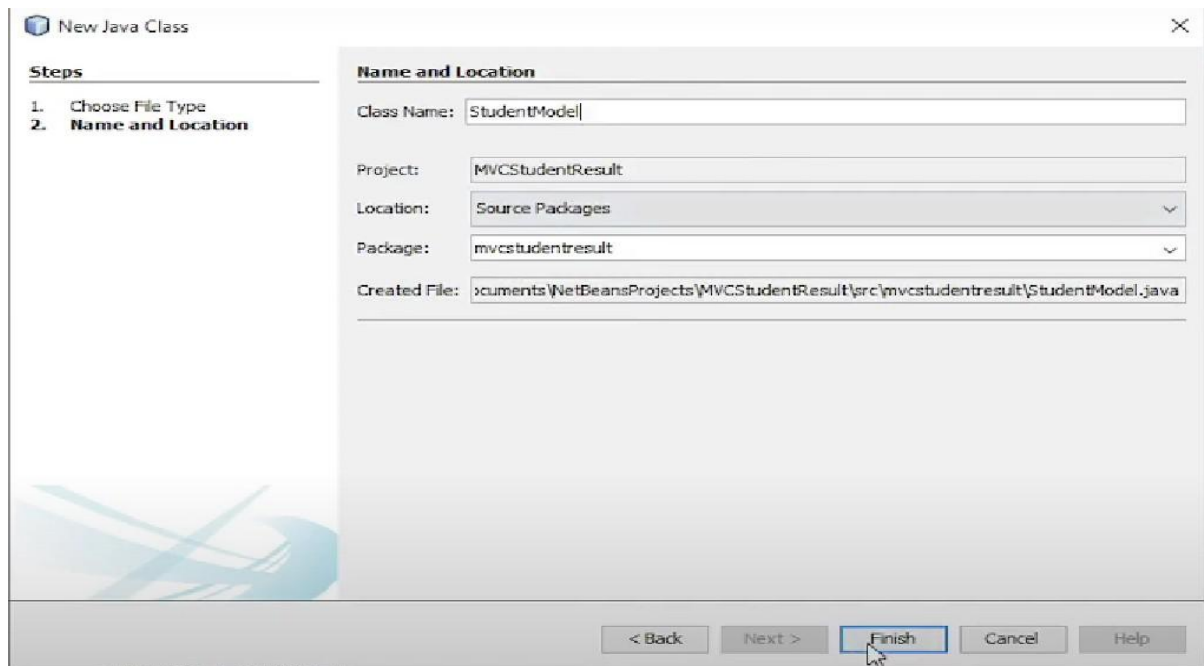 New Java Class
Steps
1. Choose File Type
2. Name and Location
Name and Location
Class Name: StudentModel
Project: MVCStudentResult
Location: Source Packages
Package: mvcstudentresult
Created File: ocuments\NetBeansProjects\MVCStudentResult\src\mvcstudentresult\StudentModel.java
< Back Next > Finish Cancel Help